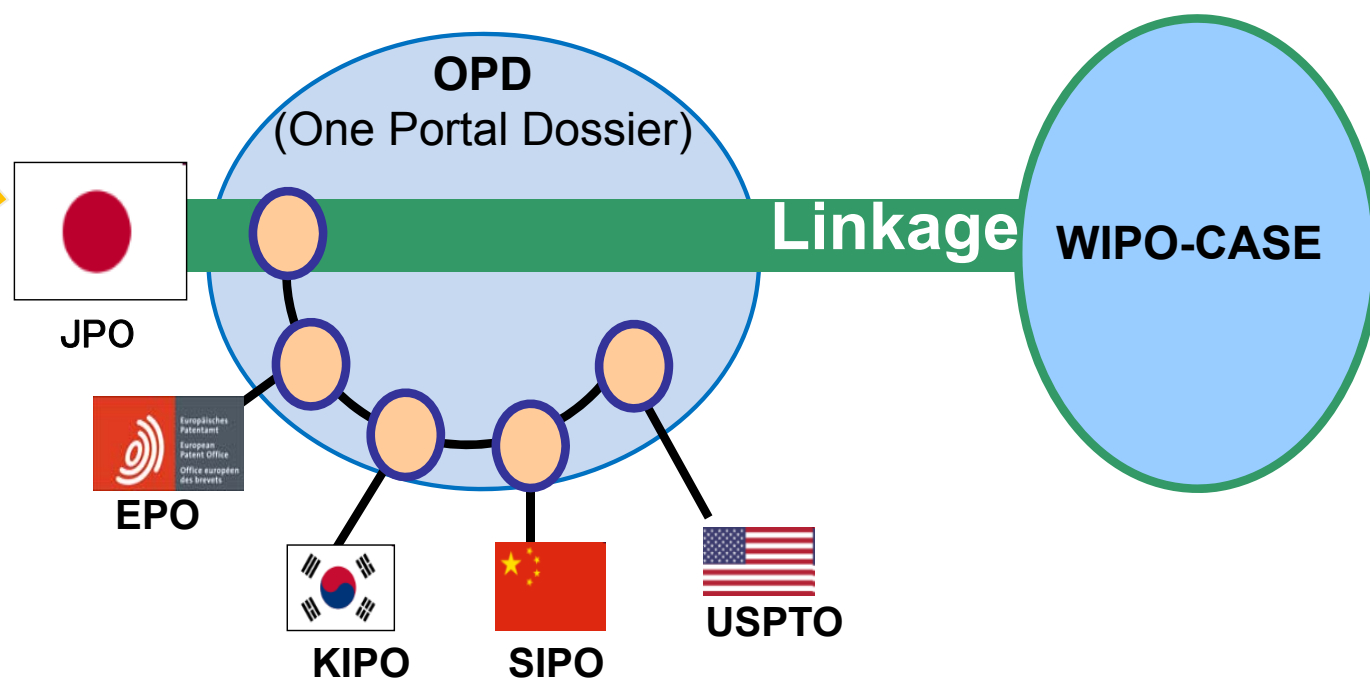 OPD
(One Portal Dossier)
Linkage
WIPO-CASE
JPO
Europäisches
Patentamt
European
Patent Office
Office européen
des brevets
EPO
KIPO
SIPO
USPTO